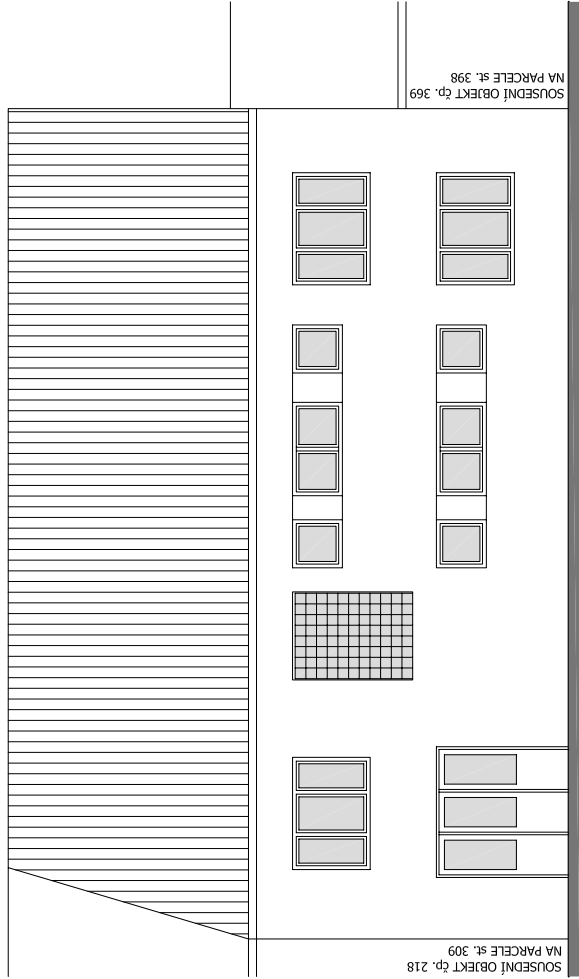 SOUSEDNÍ OBJEKT čp. 218
NA PARCELE st. 309
SOUSEDNÍ OBJEKT čp. 369
NA PARCELE st. 398